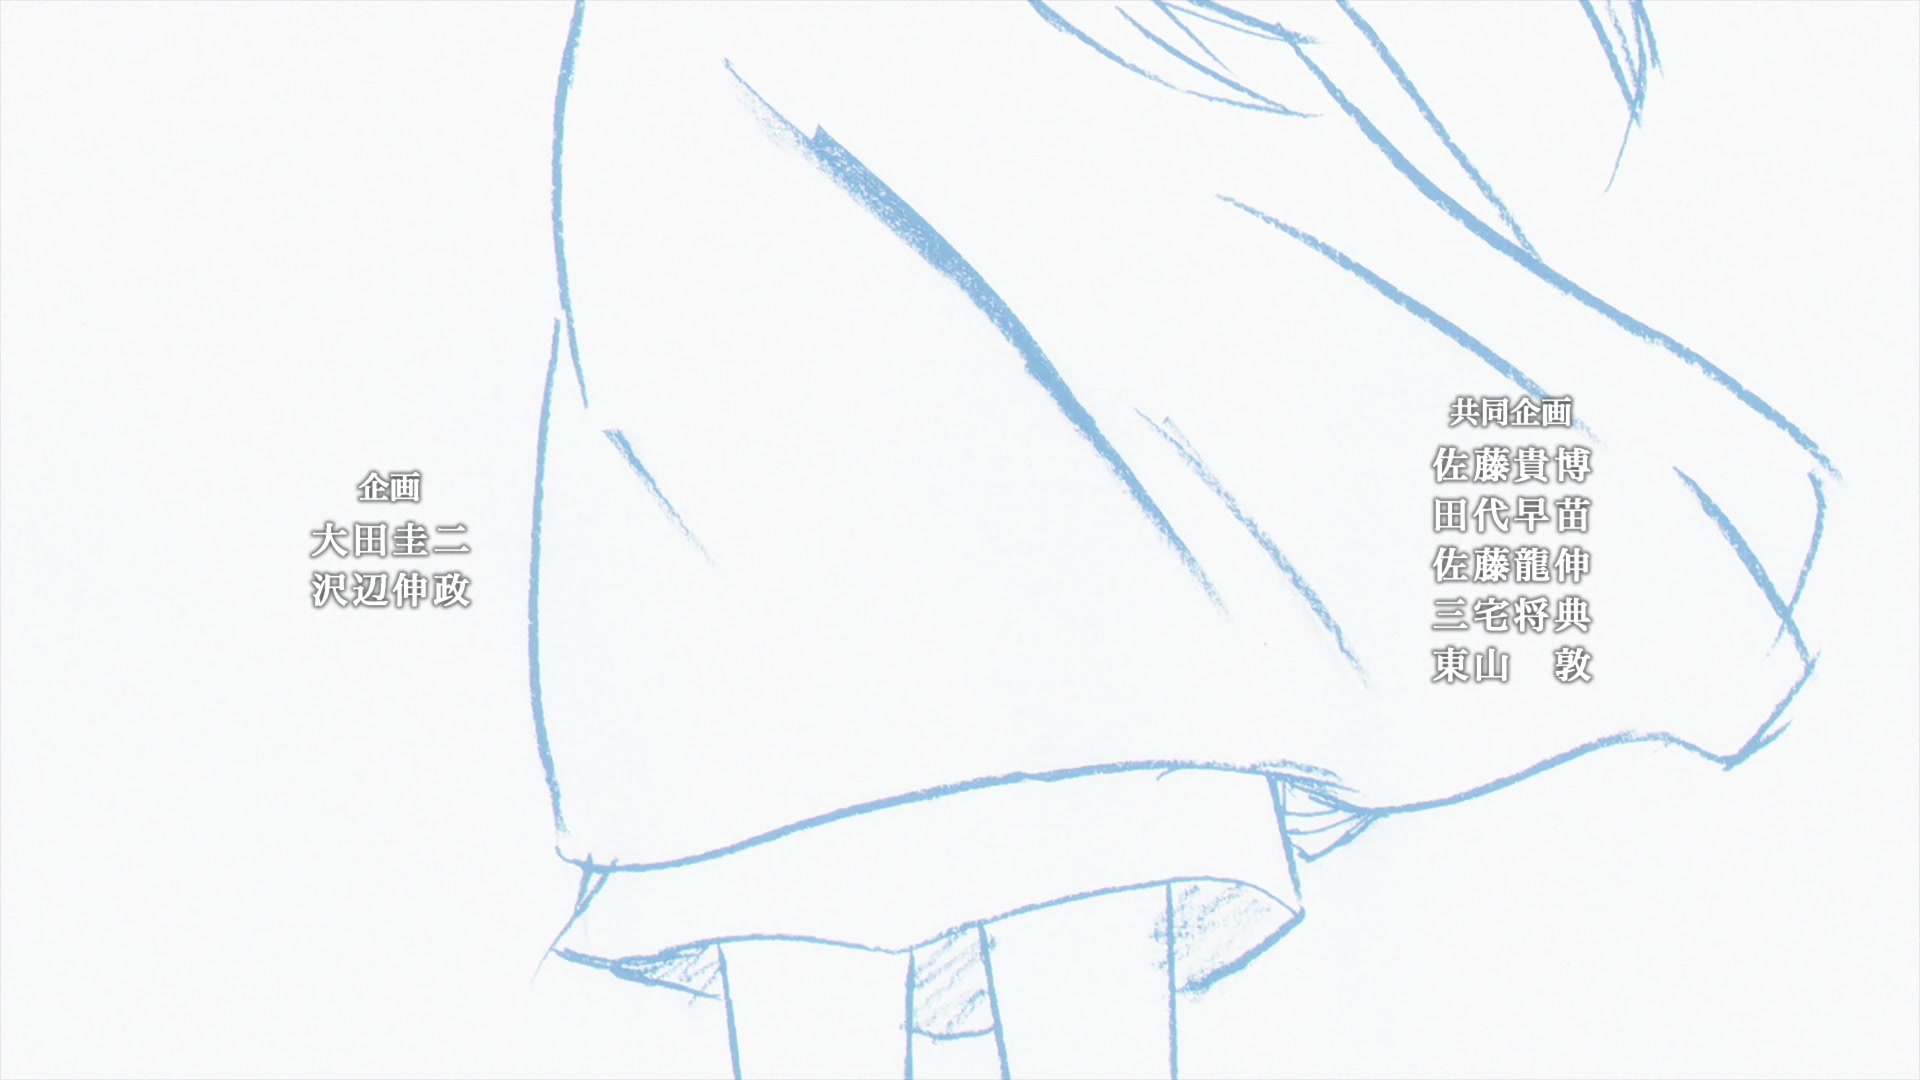 企画
大田圭二
沢辺伸政
共同企画
佐藤貴博
田代早苗
佐藤龍伸
三宅将典
東山　敦